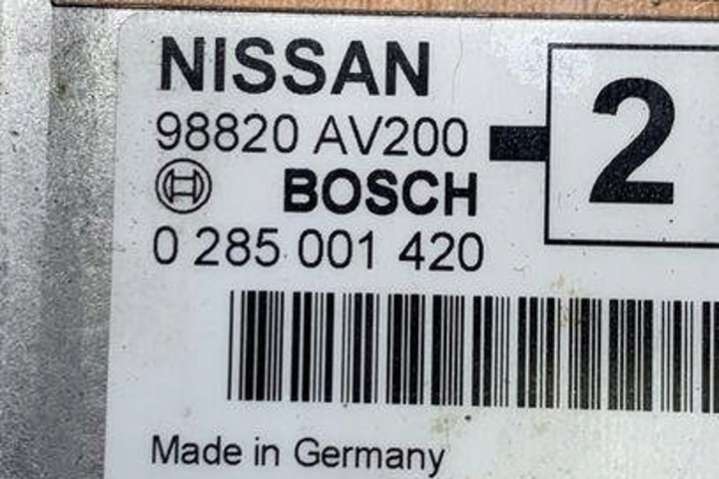 NISSAN
98820 AV200
2
BOSCH
0 285 001 420
Made in Germany